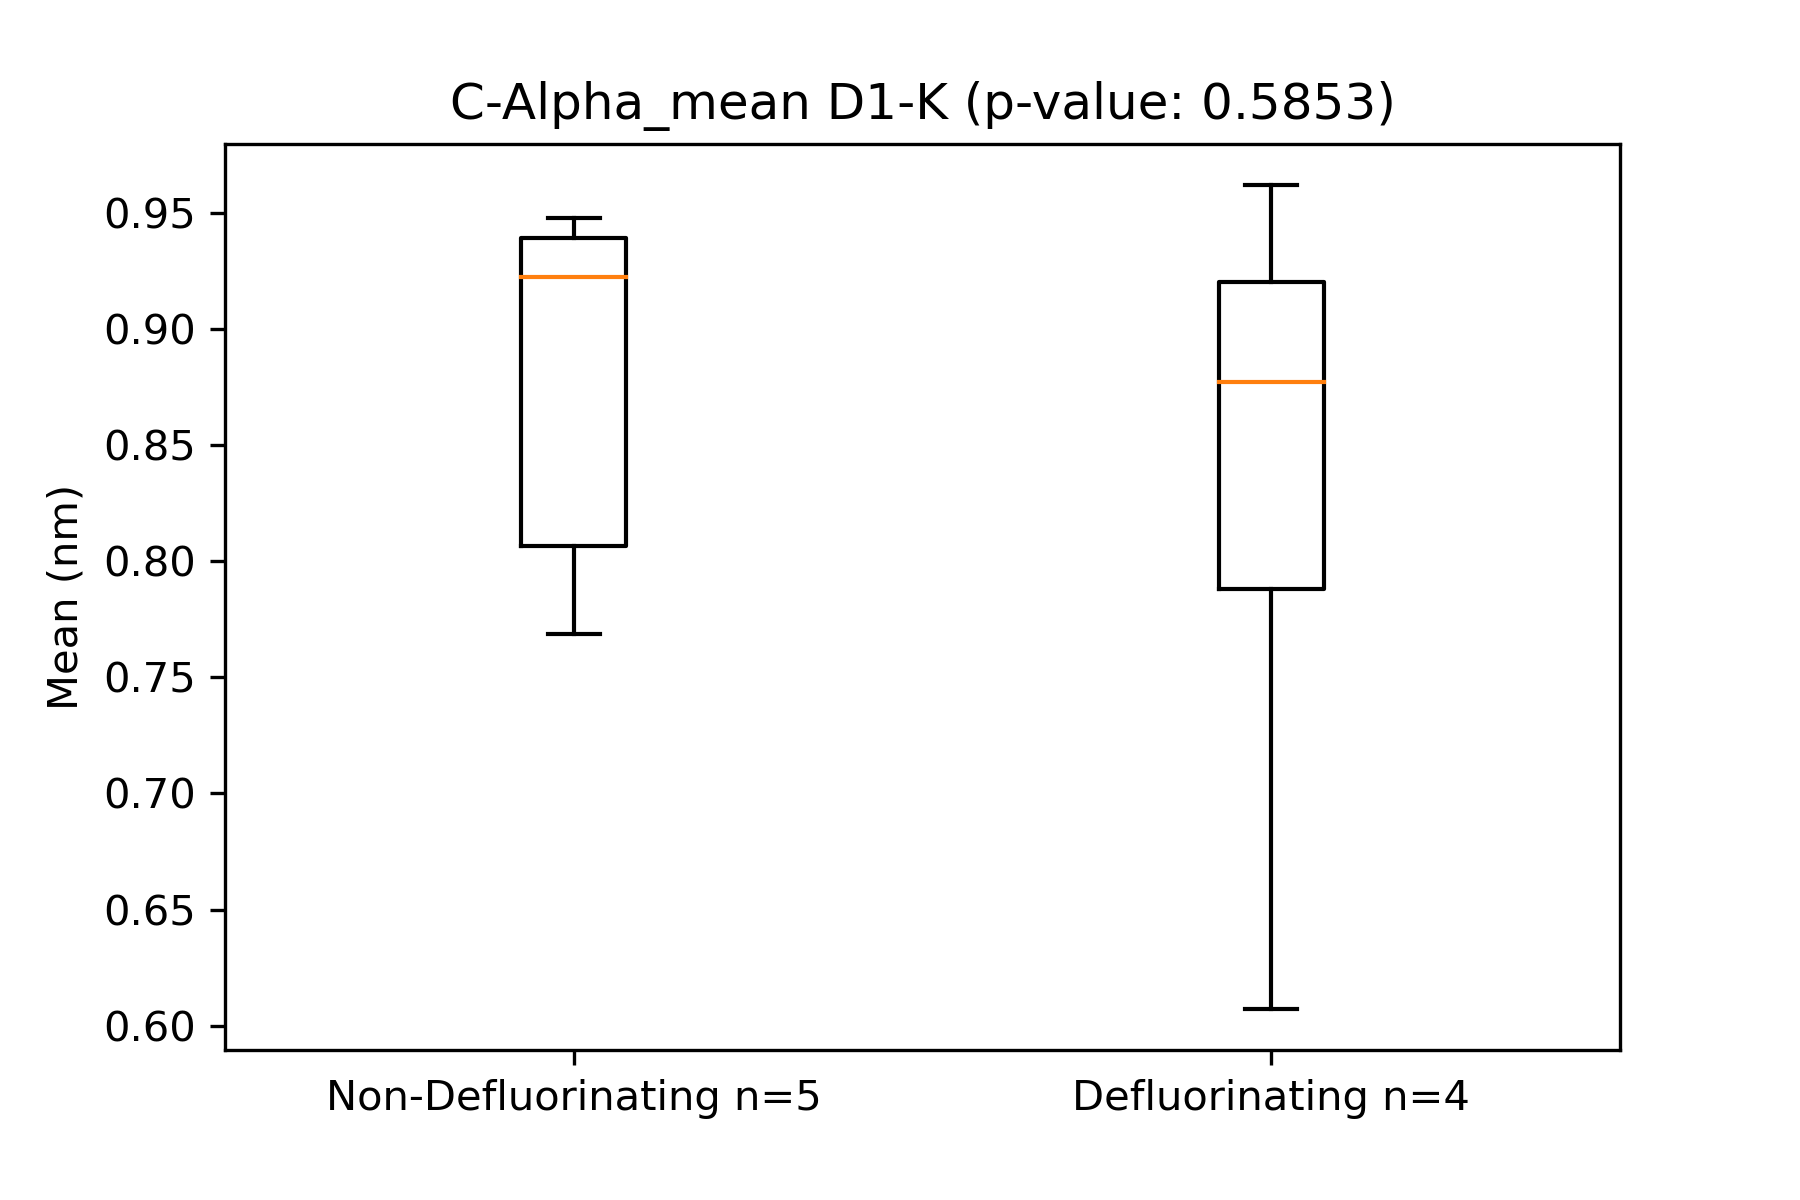 C-Alpha_mean D1-K (p-value: 0.5853)
Mean (nm)
0.95
0.90
0.85
0.80
0.75
0.70
0.65
0.60
Non-Defluorinating n=5
Defluorinating n=4